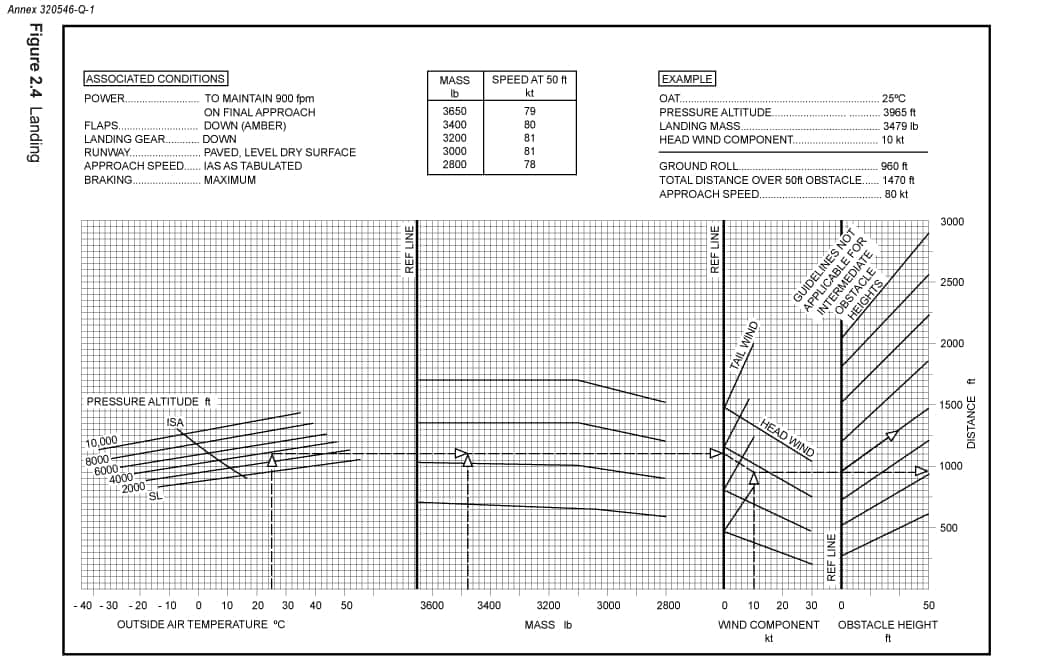 Annex 320546-Q-1
Figure 2.4 Landing
ASSOCIATED CONDITIONS
POWER.......................... TO MAINTAIN 900 fpm
ON FINAL APPROACH
FLAPS............................ DOWN (AMBER)
LANDING GEAR............ DOWN
RUNWAY........................ PAVED, LEVEL DRY SURFACE
APPROACH SPEED...... IAS AS TABULATED
BRAKING........................ MAXIMUM
MASS SPEED AT 50 ft
lb kt
3650 79
3400 80
3200 81
3000 81
2800 78
EXAMPLE
OAT...................................................................... 25ºC
PRESSURE ALTITUDE.................................... 3965 ft
LANDING MASS................................................ 3479 lb
HEAD WIND COMPONENT.............................. 10 kt
GROUND ROLL................................................. 960 ft
TOTAL DISTANCE OVER 50ft OBSTACLE...... 1470 ft
APPROACH SPEED.......................................... 80 kt
REF LINE
REF LINE
GUIDELINES NOT
APPLICABLE FOR
INTERMEDIATE
OBSTACLE
HEIGHTS
TAIL WIND
HEAD WIND
REF LINE
PRESSURE ALTITUDE ft
ISA
10,000
8000
6000
4000
2000
SL
3000
2500
2000
1500
1000
500
DISTANCE ft
- 40 - 30 - 20 - 10 0 10 20 30 40 50
OUTSIDE AIR TEMPERATURE ºC
3600 3400 3200 3000 2800
MASS lb
0 10 20 30
WIND COMPONENT
kt
0 50
OBSTACLE HEIGHT
ft